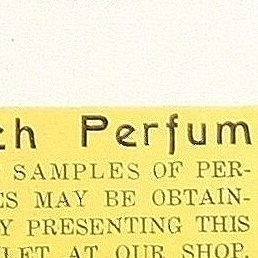 ch Perfum
SAMPLES OF PER-
ES MAY BE OBTAIN-
Y PRESENTING THIS
LET AT OUR SHOP.